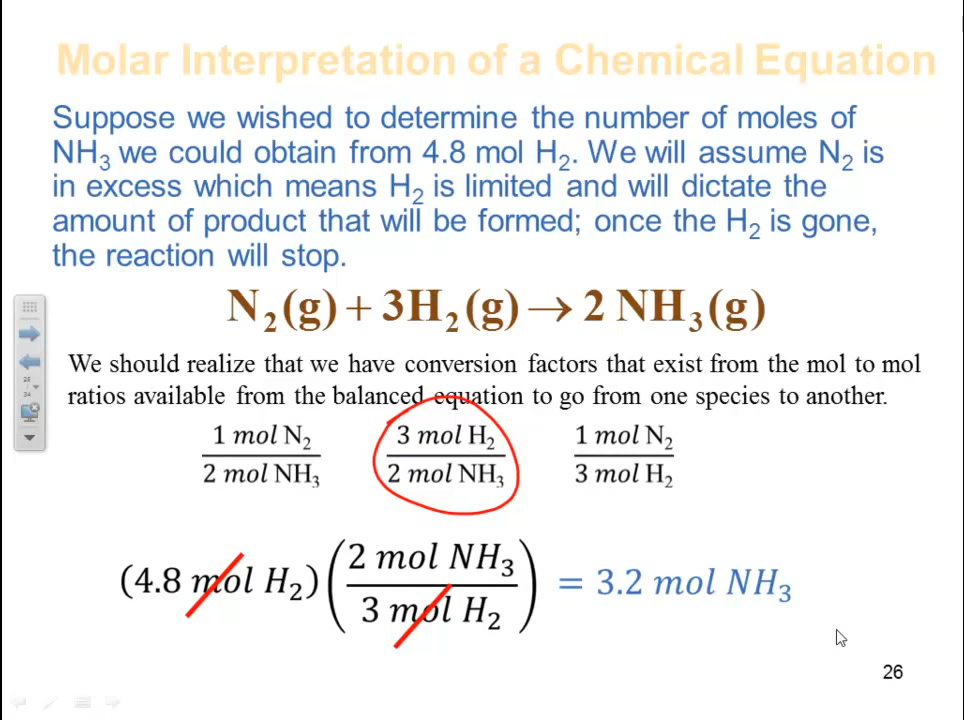 Molar Interpretation of a Chemical Equation
Suppose we wished to determine the number of moles of
NH₃ we could obtain from 4.8 mol H₂. We will assume N₂ is
in excess which means H₂ is limited and will dictate the
amount of product that will be formed; once the H₂ is gone,
the reaction will stop.
N₂(g) + 3H₂(g) → 2 NH₃(g)
We should realize that we have conversion factors that exist from the mol to mol
ratios available from the balanced equation to go from one species to another.
1 mol N₂ 3 mol H₂ 1 mol N₂
2 mol NH₃ 2 mol NH₃ 3 mol H₂
(4.8 mol H₂) (2 mol NH₃ / 3 mol H₂) = 3.2 mol NH₃
26